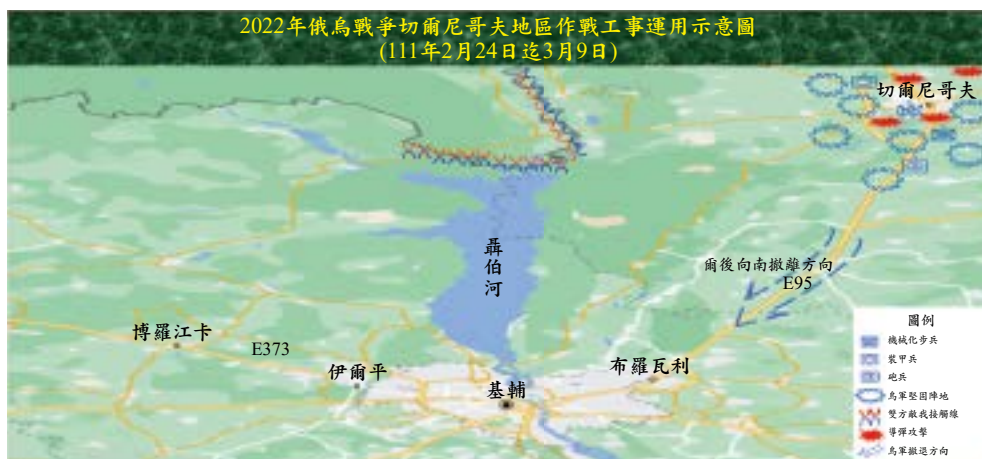 2022年俄烏戰爭切爾尼哥夫地區作戰工事運用示意圖
(111年2月24日迄3月9日)
切爾尼哥夫
聶伯河
爾後向南撤離方向
E95
博羅江卡
E373
伊爾平
基輔
布羅瓦利
圖例
機械化步兵
裝甲兵
砲兵
烏軍堅固陣地
雙方敵我接觸線
導彈攻擊
烏軍撤退方向